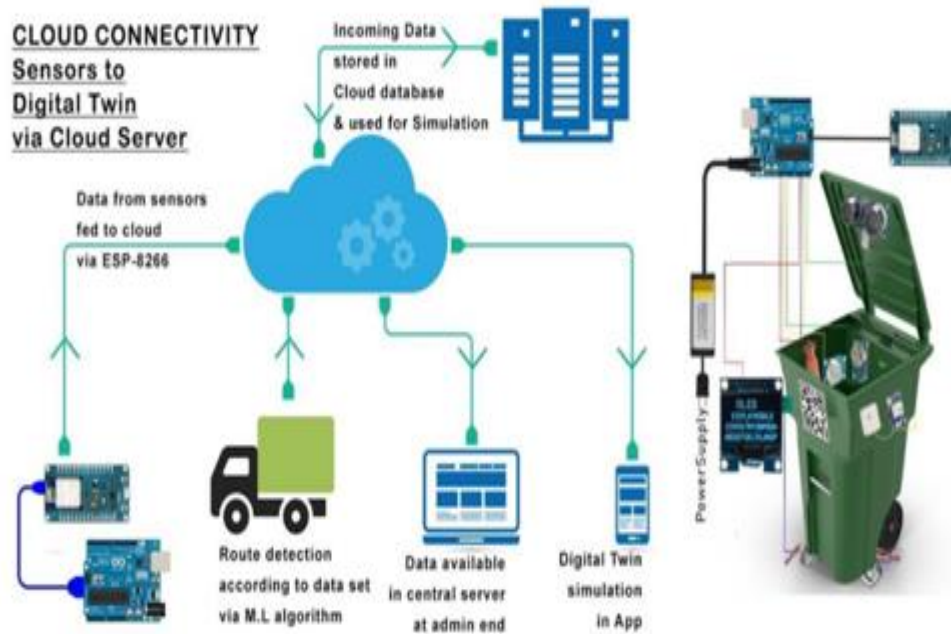 CLOUD CONNECTIVITY
Sensors to
Digital Twin
via Cloud Server
Incoming Data
stored in
Cloud database
& used for Simulation
Data from sensors
fed to cloud
via ESP-8266
Route detection
according to data set
via M.L algorithm
Data available
in central server
at admin end
Digital Twin
simulation
in App
PowerSupply
OLED